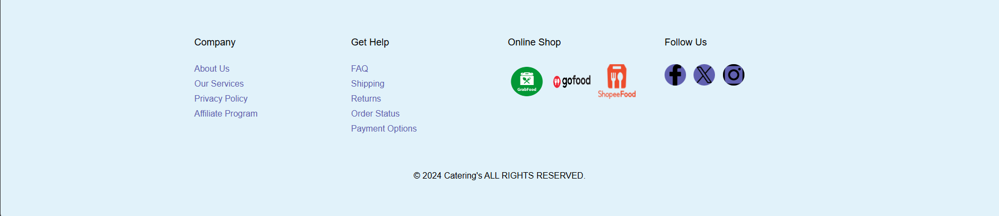 Company
About Us
Our Services
Privacy Policy
Affiliate Program
Get Help
FAQ
Shipping
Returns
Order Status
Payment Options
Online Shop
GrabFood
gofood
ShopeeFood
Follow Us
© 2024 Catering's ALL RIGHTS RESERVED.